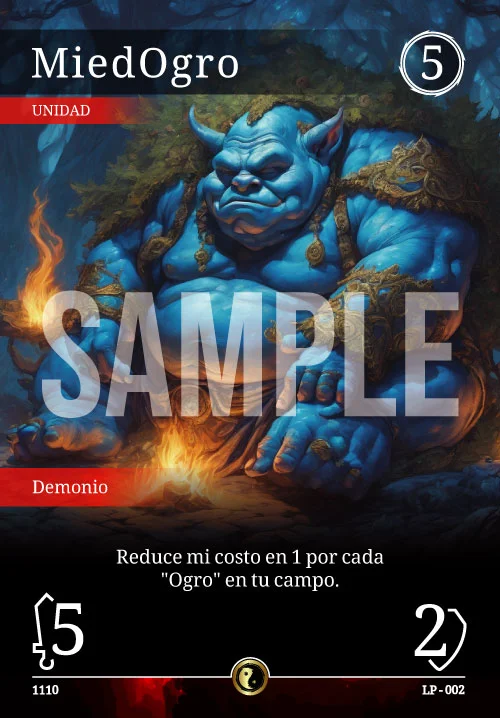 MiedOgro
5
UNIDAD
SAMPLE
Demonio
Reduce mi costo en 1 por cada
"Ogro" en tu campo.
5
2
1110
LP - 002